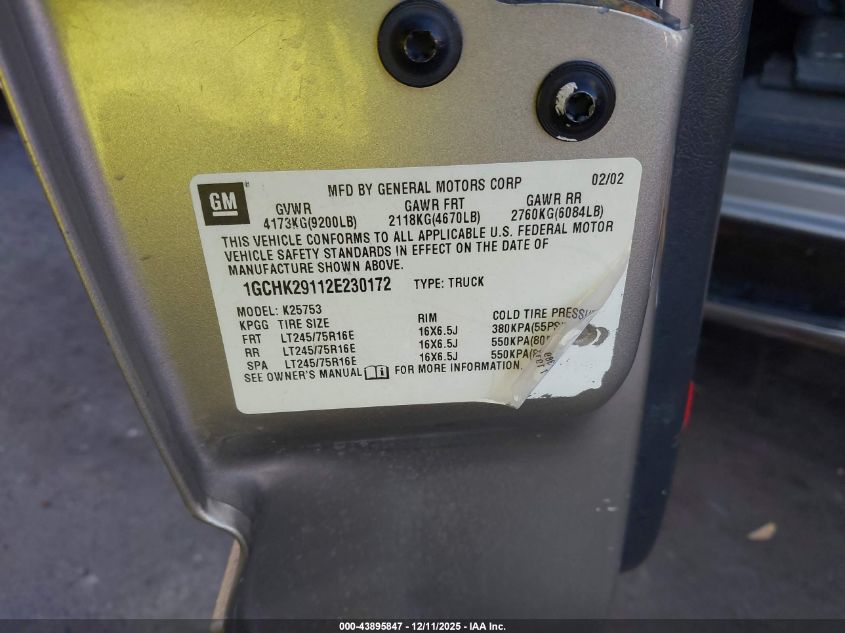 GM
MFD BY GENERAL MOTORS CORP 02/02
GVWR GAWR FRT GAWR RR
4173KG(9200LB) 2118KG(4670LB) 2760KG(6084LB)
THIS VEHICLE CONFORMS TO ALL APPLICABLE U.S. FEDERAL MOTOR
VEHICLE SAFETY STANDARDS IN EFFECT ON THE DATE OF
MANUFACTURE SHOWN ABOVE.
1GCHK29112E230172 TYPE: TRUCK
MODEL: K25753
KPGG TIRE SIZE RIM COLD TIRE PRESSU
FRT LT245/75R16E 16X6.5J 380KPA(55PS
RR LT245/75R16E 16X6.5J 550KPA(80P
SPA LT245/75R16E 16X6.5J 550KPA(
SEE OWNER'S MANUAL FOR MORE INFORMATION.
000-43895847 - 12/11/2025 - IAA Inc.